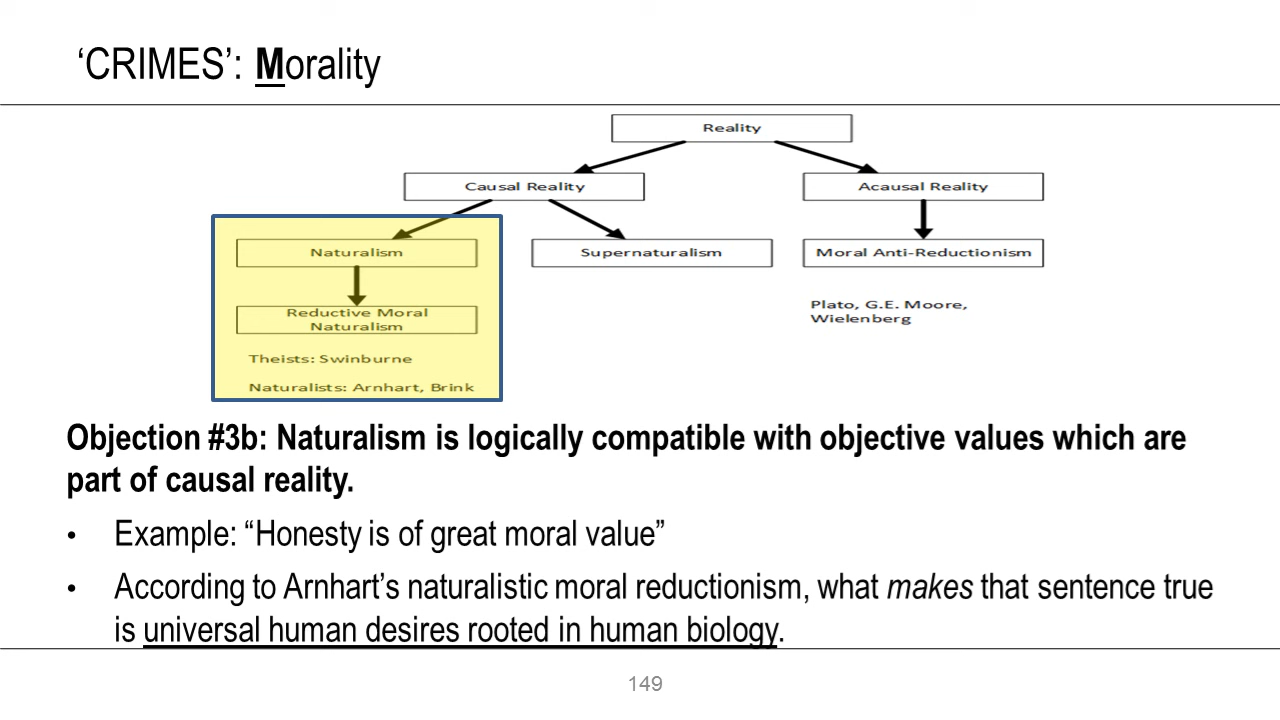 ‘CRIMES’: Morality
Reality
Causal Reality
Acausal Reality
Naturalism
Supernaturalism
Moral Anti-Reductionism
Reductive Moral
Naturalism
Plato, G.E. Moore,
Wielenberg
Theists: Swinburne
Naturalists: Arnhart, Brink
Objection #3b: Naturalism is logically compatible with objective values which are
part of causal reality.
• Example: “Honesty is of great moral value”
• According to Arnhart’s naturalistic moral reductionism, what makes that sentence true
is universal human desires rooted in human biology.
149